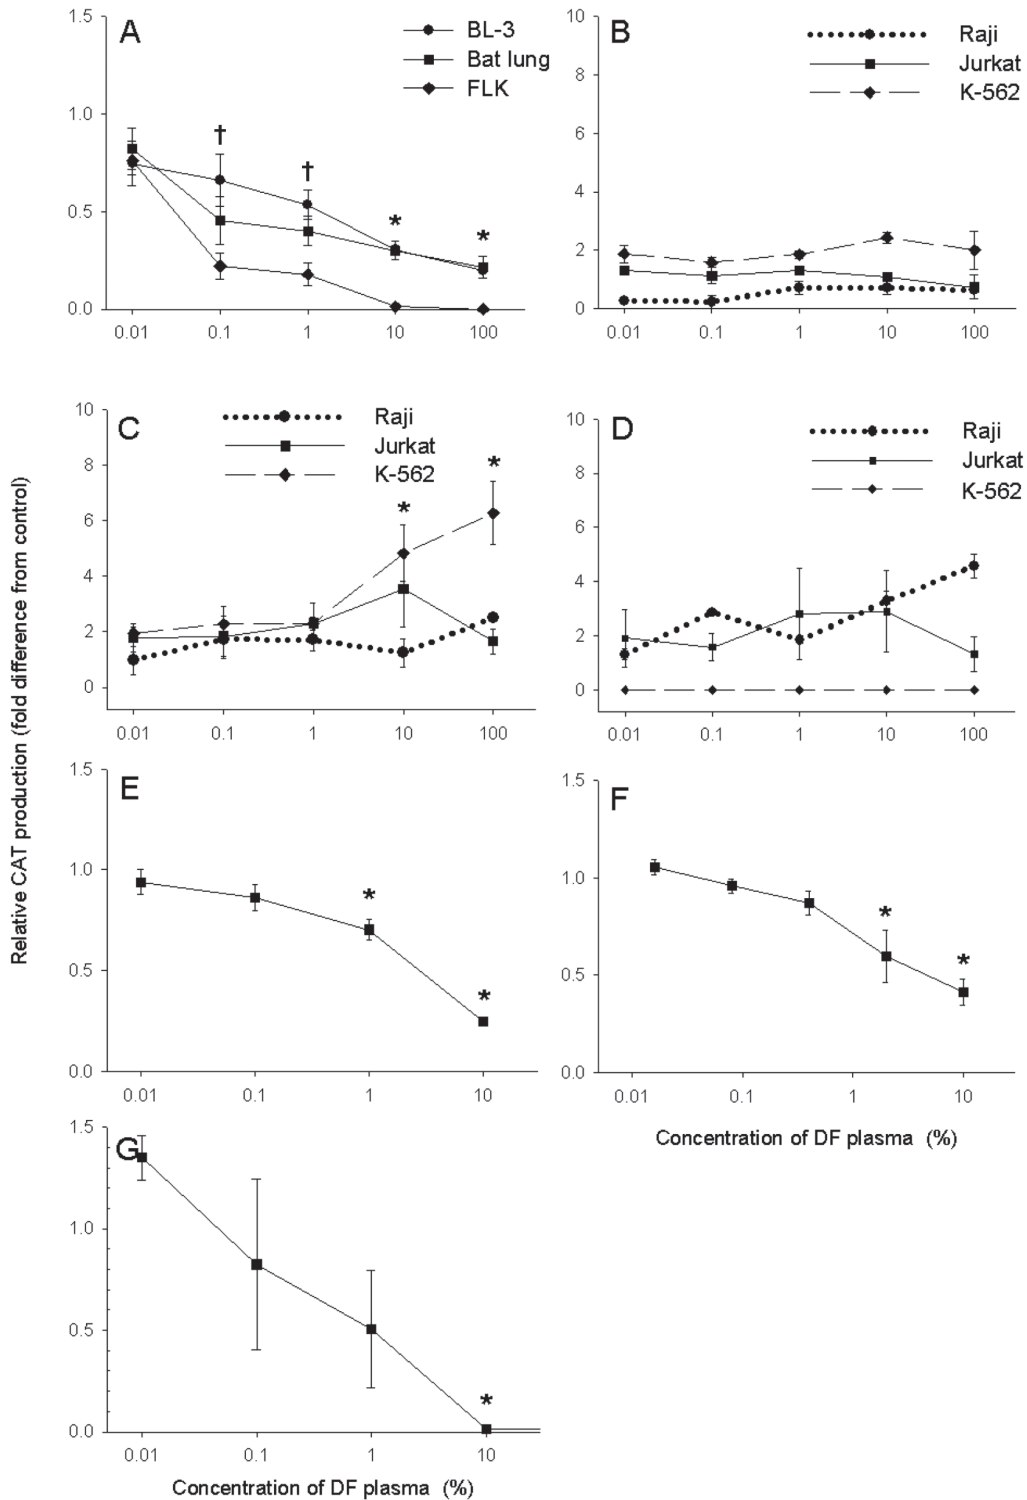 A
BL-3
Bat lung
FLK
1.5
1.0
0.5
0.0
† † * *
0.01 0.1 1 10 100
B
Raji
Jurkat
K-562
10
8
6
4
2
0
0.01 0.1 1 10 100
Relative CAT production (fold difference from control)
C
Raji
Jurkat
K-562
10
8
6
4
2
0
* *
0.01 0.1 1 10 100
D
Raji
Jurkat
K-562
10
8
6
4
2
0
0.01 0.1 1 10 100
E
1.5
1.0
0.5
0.0
* *
0.01 0.1 1 10
F
1.5
1.0
0.5
0.0
* *
0.01 0.1 1 10
Concentration of DF plasma (%)
G
1.5
1.0
0.5
0.0
*
0.01 0.1 1 10
Concentration of DF plasma (%)